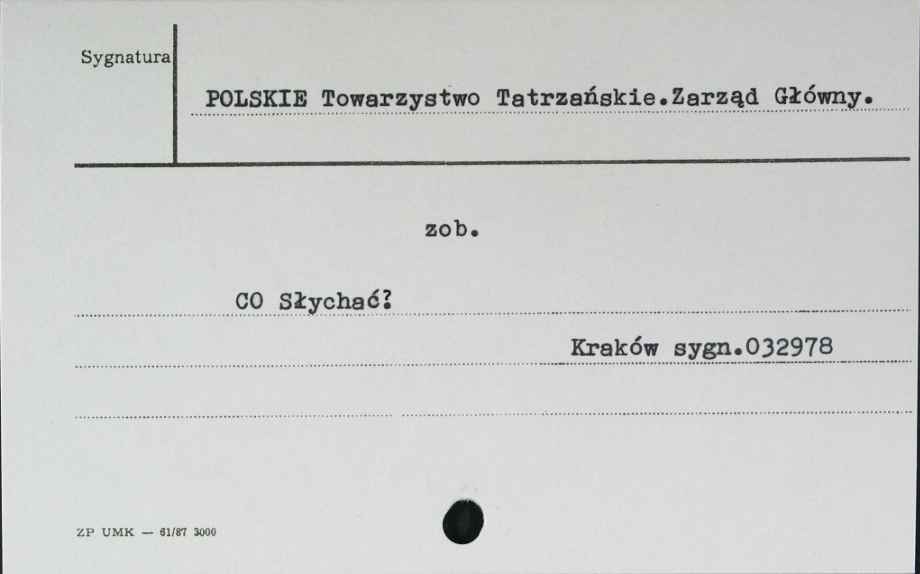 Sygnatura
POLSKIE Towarzystwo Tatrzańskie.Zarząd Główny.
zob.
CO Słychać?
Kraków sygn.032978
ZP UMK — 61/87 3000